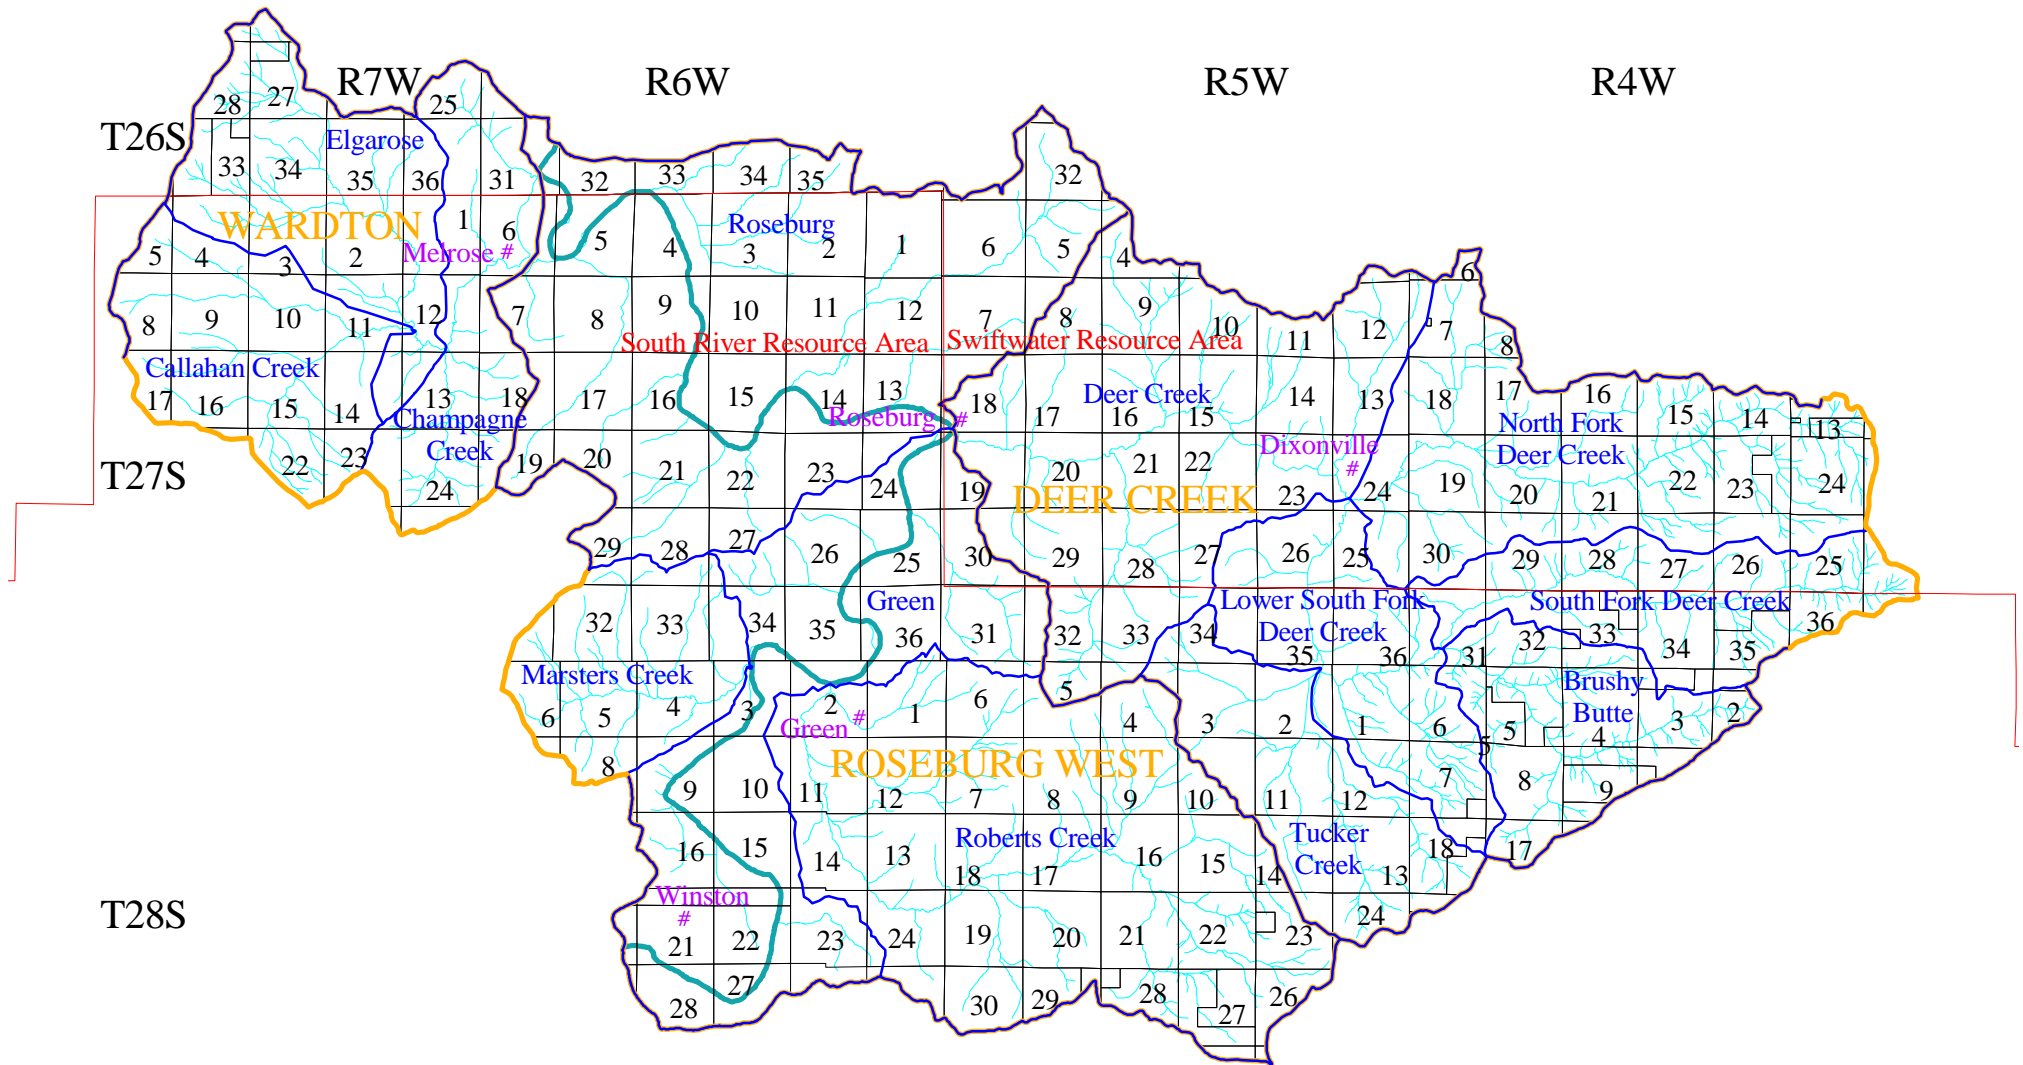 R7W R6W R5W R4W
28 27 25
T26S Elgarose
33 34 35 36 31 32 33 34 35 32
WARDTON 1 6 Roseburg
5 4 3 2 Melrose # 5 4 3 2 1 6 5 4 6
8 9 10 11 12 7 8 9 10 11 12 7 8 9 10 11 12 7 8
South River Resource Area Swiftwater Resource Area
Callahan Creek
17 16 15 14 13 18 17 16 15 14 13 18 17 16 15 14 13 18 17 16 15 14 13
Deer Creek
Champagne
Creek
Roseburg #
North Fork
Deer Creek
Dixonville
#
T27S 22 23 24 19 20 21 22 23 24 19 20 21 22 23 24 19 20 21 22 23 24
DEER CREEK
29 28 27 26 25 30 29 28 27 26 25 30 29 28 27 26 25
Green
Lower South Fork
Deer Creek
South Fork Deer Creek
32 33 34 35 36 31 32 33 34 35 36 31 32 33 34 35 36
Marsters Creek
Brushy
Butte
6 5 4 3 2 1 6 5 4 3 2 1 6 5 5 4 3 2
Green #
ROSEBURG WEST
8 9 10 11 12 7 8 9 10 11 12 7 8 9
Roberts Creek
Tucker
Creek
16 15 14 13 18 17 16 15 14 13 18 17
Winston
#
T28S 21 22 23 24 19 20 21 22 23 24
28 27 30 29 28 27 26